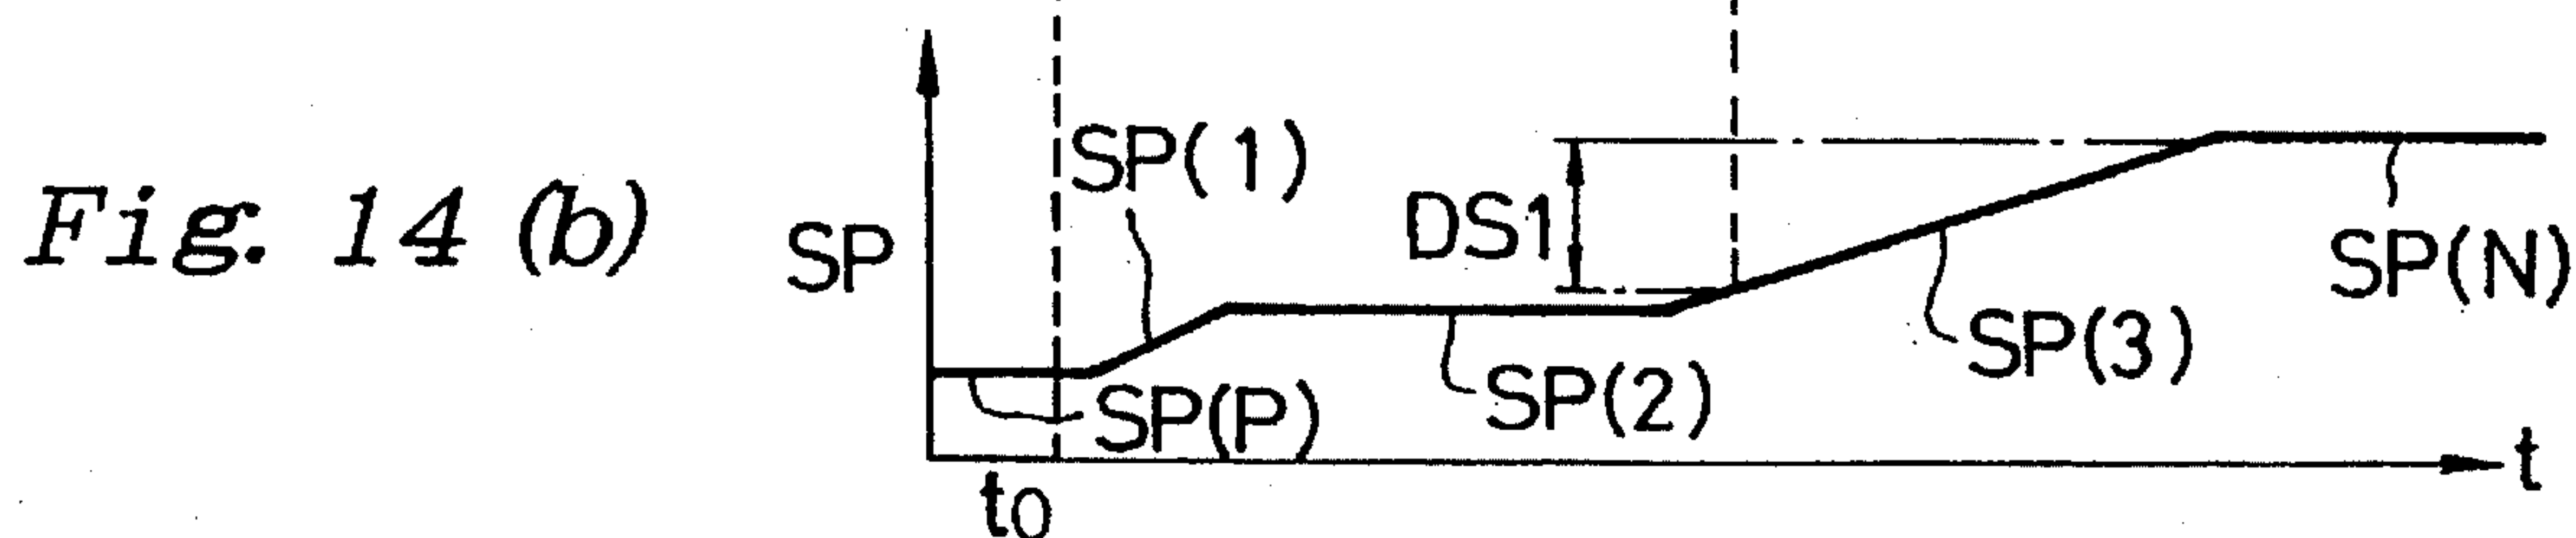 Fig. 14 (b)
SP
SP(1)
DS1
SP(N)
SP(3)
SP(2)
SP(P)
t
t0